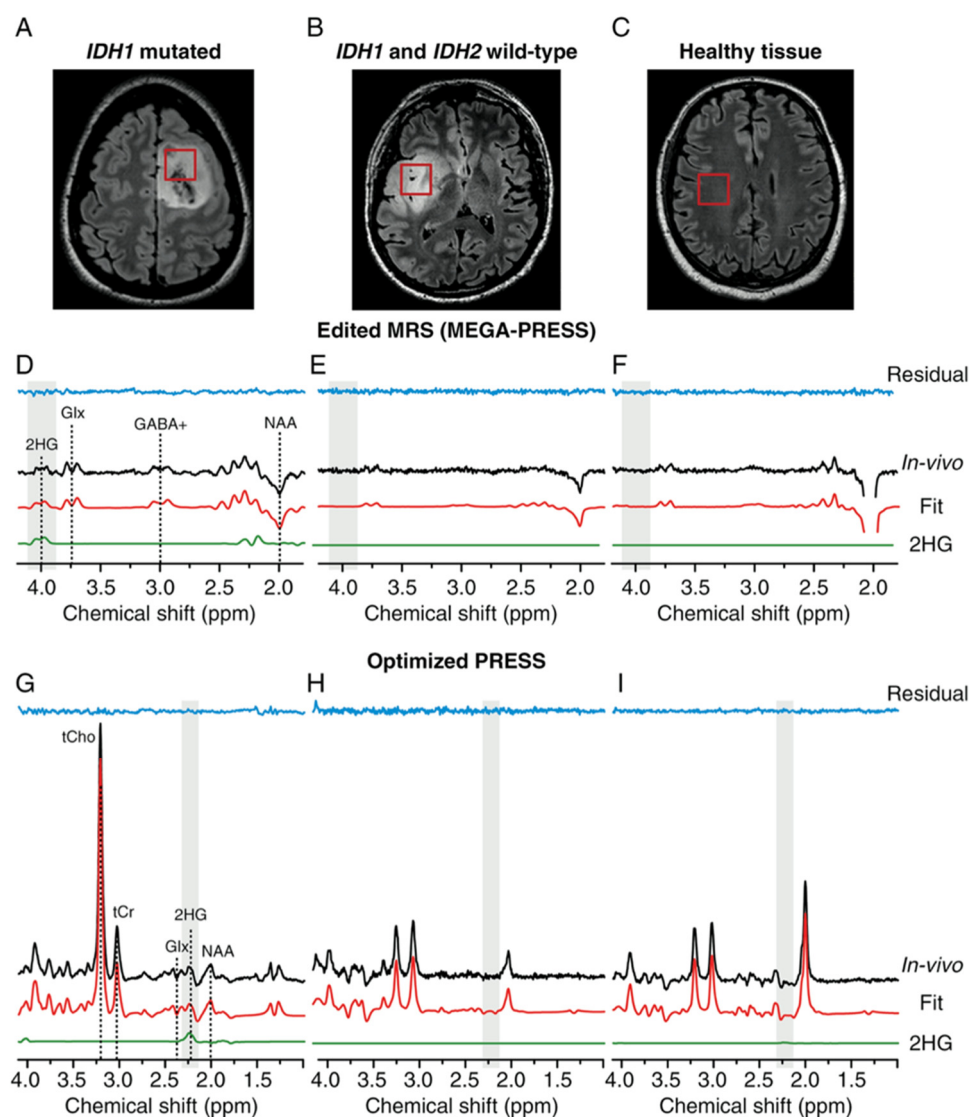 A
B
C
IDH1 mutated
IDH1 and IDH2 wild-type
Healthy tissue
Edited MRS (MEGA-PRESS)
D
E
F
Residual
2HG
Glx
GABA+
NAA
In-vivo
Fit
2HG
4.0 3.5 3.0 2.5 2.0
4.0 3.5 3.0 2.5 2.0
4.0 3.5 3.0 2.5 2.0
Chemical shift (ppm)
Chemical shift (ppm)
Chemical shift (ppm)
Optimized PRESS
G
H
I
Residual
tCho
tCr
2HG
Glx
NAA
In-vivo
Fit
2HG
4.0 3.5 3.0 2.5 2.0 1.5
4.0 3.5 3.0 2.5 2.0 1.5
4.0 3.5 3.0 2.5 2.0 1.5
Chemical shift (ppm)
Chemical shift (ppm)
Chemical shift (ppm)